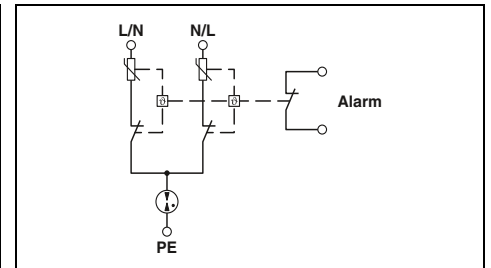 L/N N/L
ϑ ϑ
Alarm
PE